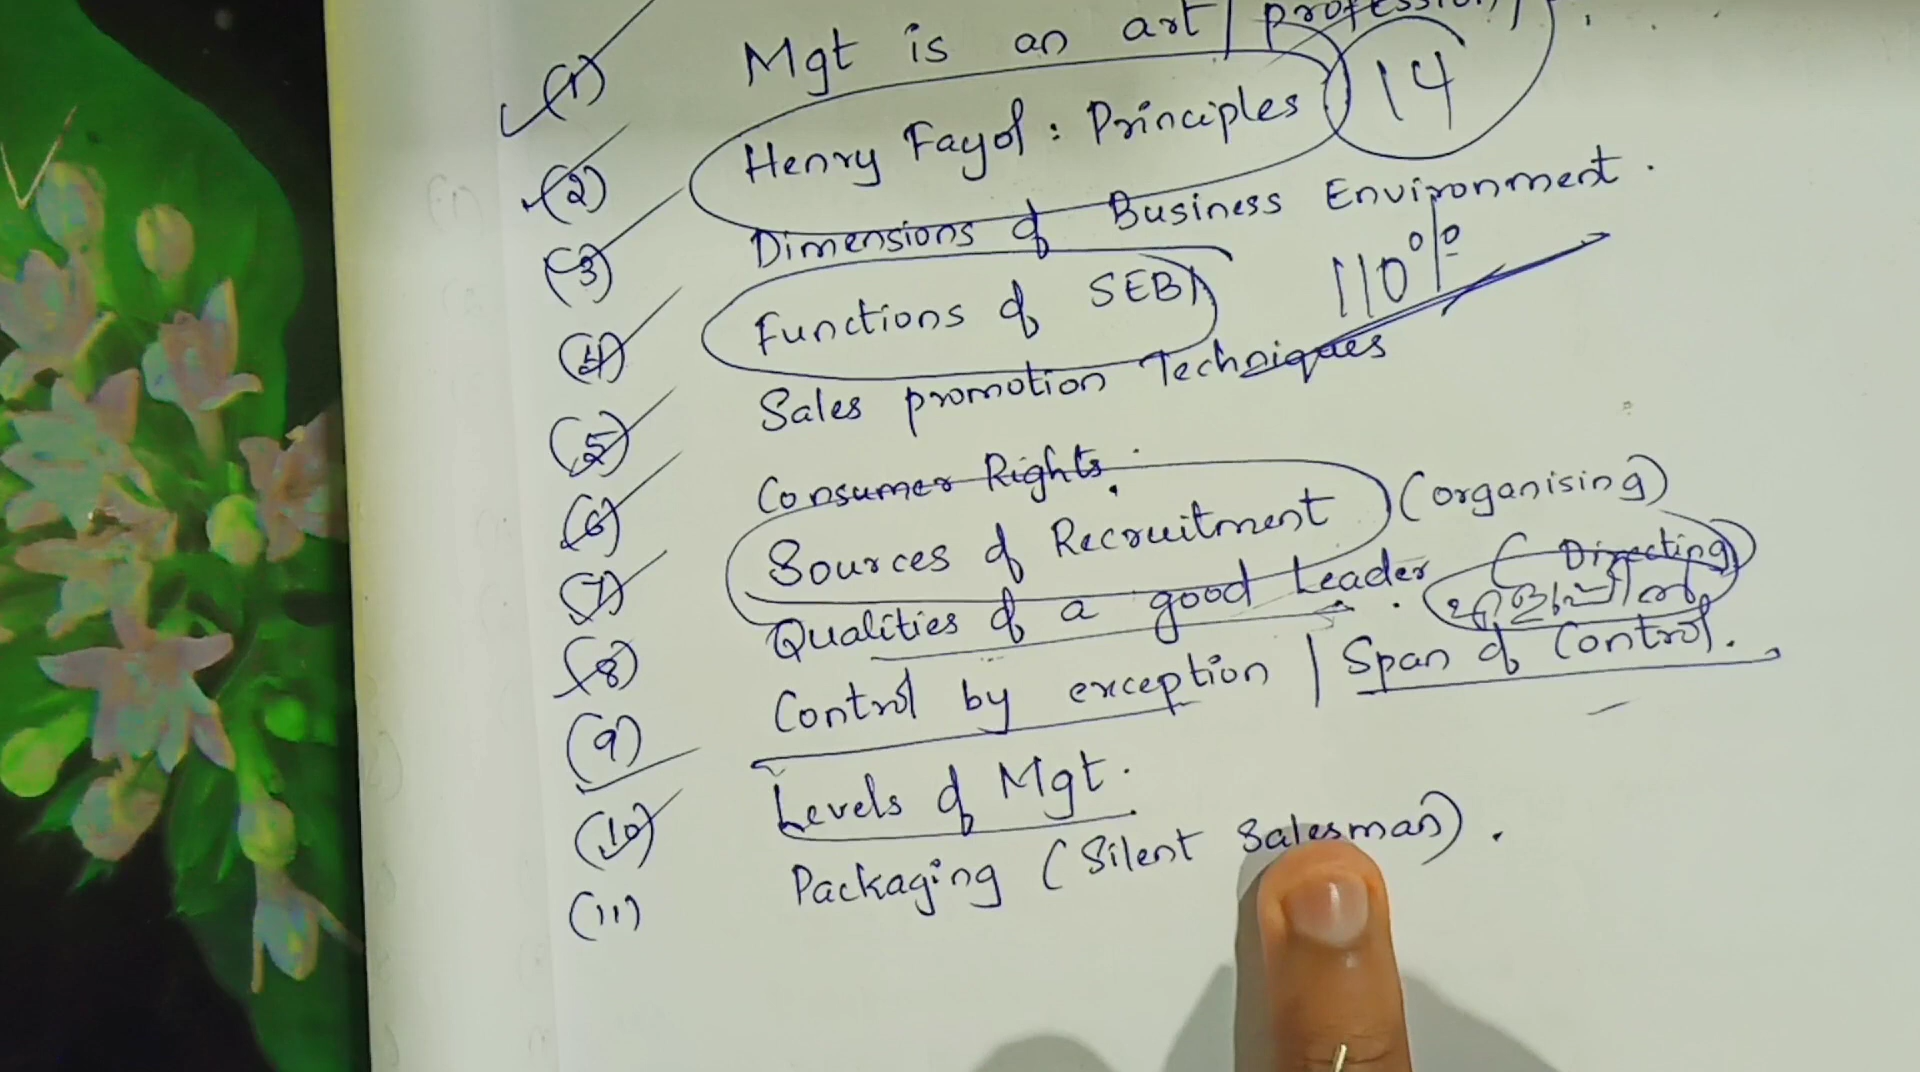 (1) Mgt is an art / profession / .
(2) Henry Fayol : Principles 14
(3) Dimensions of Business Environment.
(4) Functions of SEBI 110%
(5) Sales promotion Techniques
(6) Consumer Rights.
(7) Sources of Recruitment (organising)
(8) Qualities of a good Leader. (Directing)
(9) Control by exception / Span of Control.
(10) Levels of Mgt.
(11) Packaging (Silent Salesman).